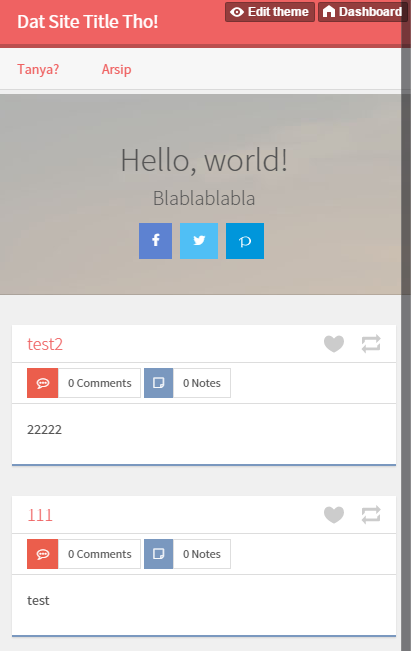 Dat Site Title Tho!
Edit theme
Dashboard
Tanya?
Arsip
Hello, world!
Blablablabla
test2
0 Comments
0 Notes
22222
111
0 Comments
0 Notes
test